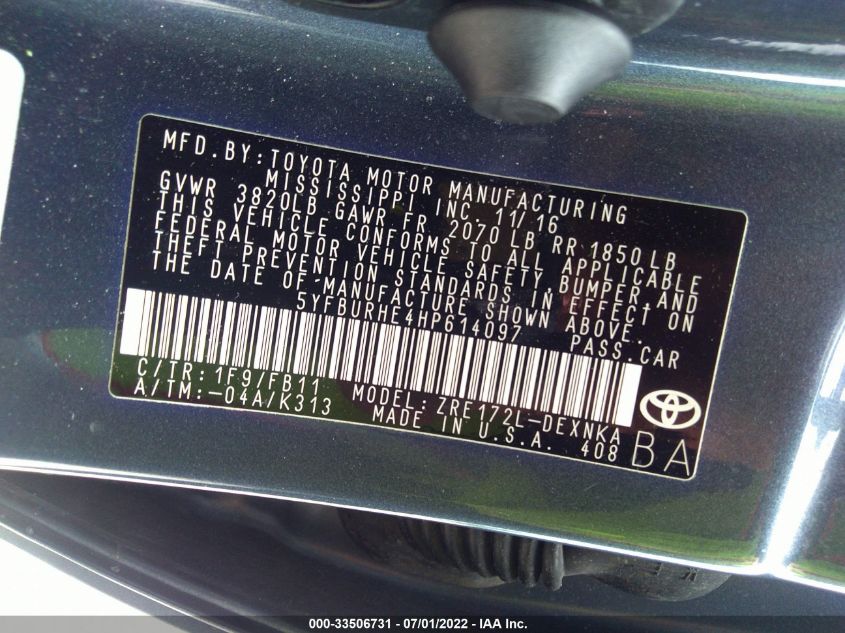 MFD.BY:TOYOTA MOTOR MANUFACTURING
MISSISSIPPI INC. 11/16
GVWR 3820LB GAWR FR 2070 LB RR 1850 LB
THIS VEHICLE CONFORMS TO ALL APPLICABLE
FEDERAL MOTOR VEHICLE SAFETY,BUMPER,AND
THEFT PREVENTION STANDARDS IN EFFECT ON
THE DATE OF MANUFACTURE SHOWN ABOVE.
5YFBURHE4HP614097 PASS.CAR
C/TR:1F9/FB11 MODEL:ZRE172L-DEXNKA
A/TM:-04A/K313 MADE IN U.S.A. 408
BA
000-33506731 - 07/01/2022 - IAA Inc.